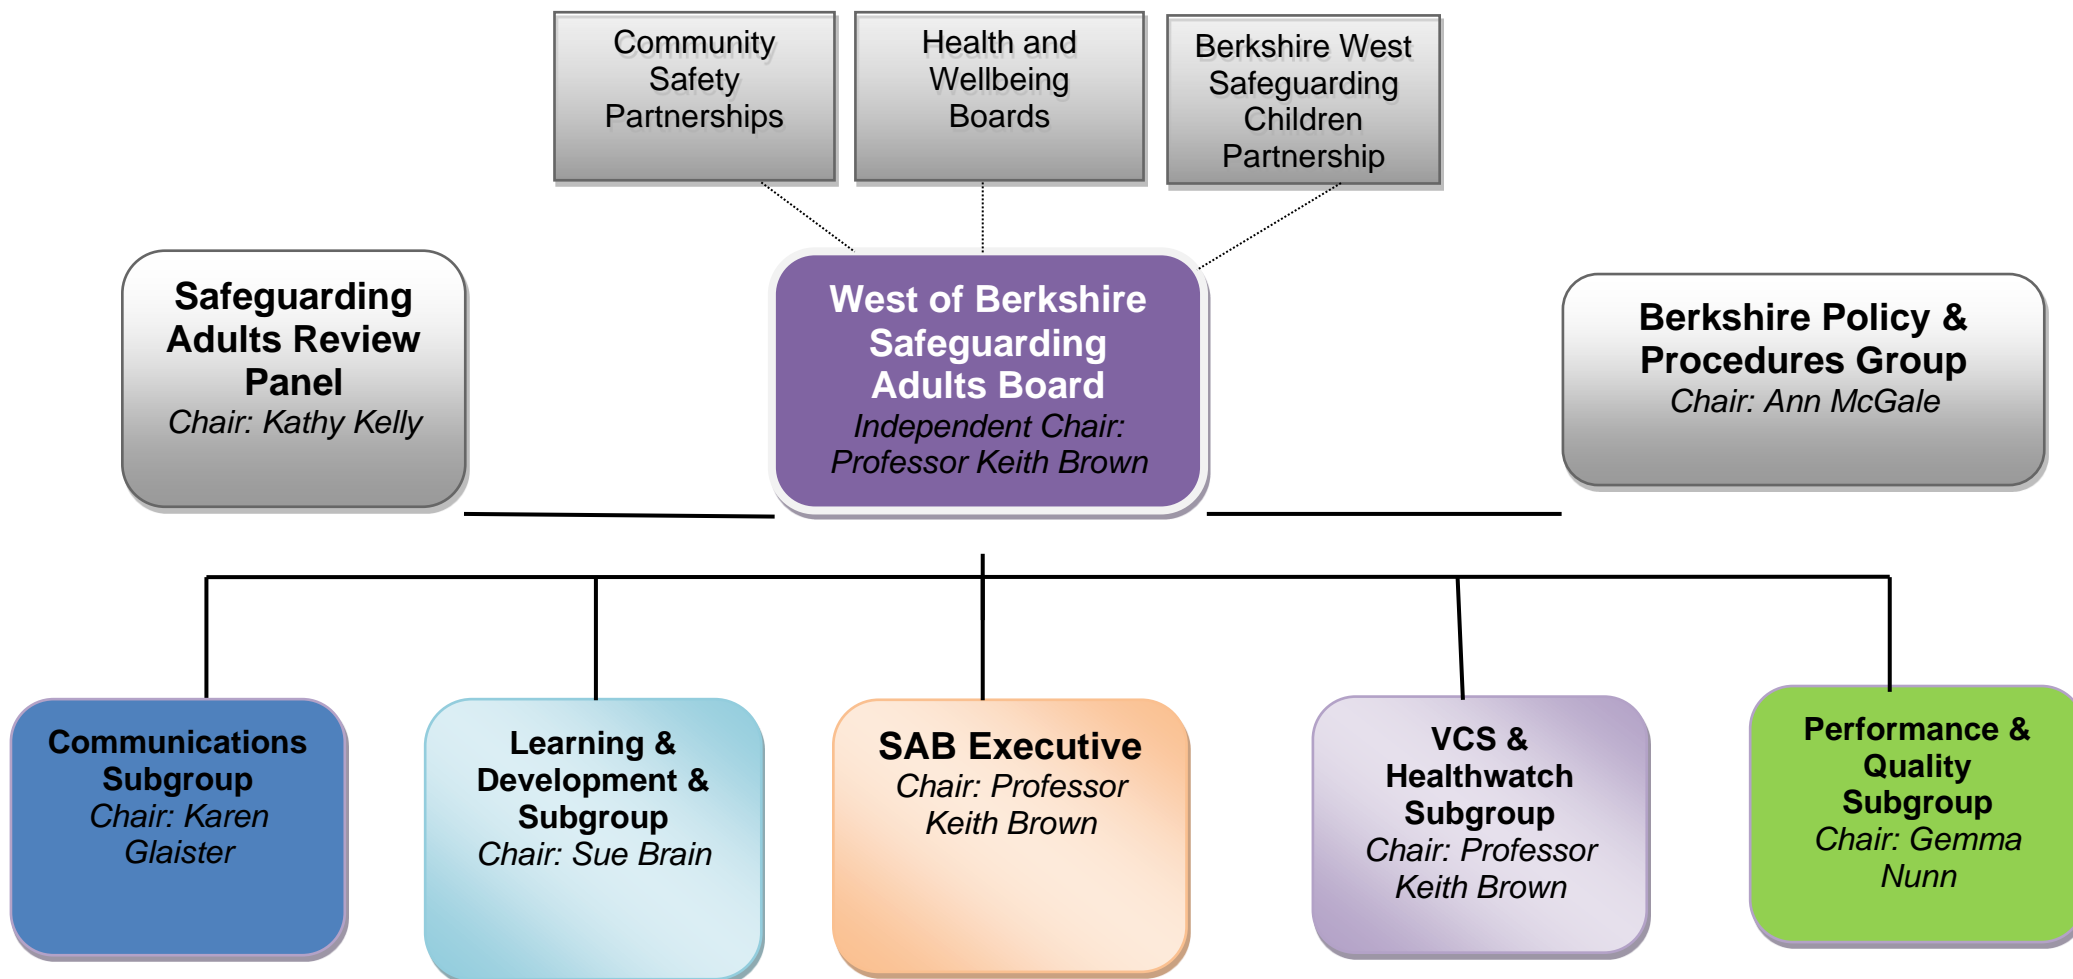 Community
Safety
Partnerships
Health and
Wellbeing
Boards
Berkshire West
Safeguarding
Children
Partnership
Safeguarding
Adults Review
Panel
Chair: Kathy Kelly
West of Berkshire
Safeguarding
Adults Board
Independent Chair:
Professor Keith Brown
Berkshire Policy &
Procedures Group
Chair: Ann McGale
Communications
Subgroup
Chair: Karen
Glaister
Learning &
Development &
Subgroup
Chair: Sue Brain
SAB Executive
Chair: Professor
Keith Brown
VCS &
Healthwatch
Subgroup
Chair: Professor
Keith Brown
Performance &
Quality
Subgroup
Chair: Gemma
Nunn